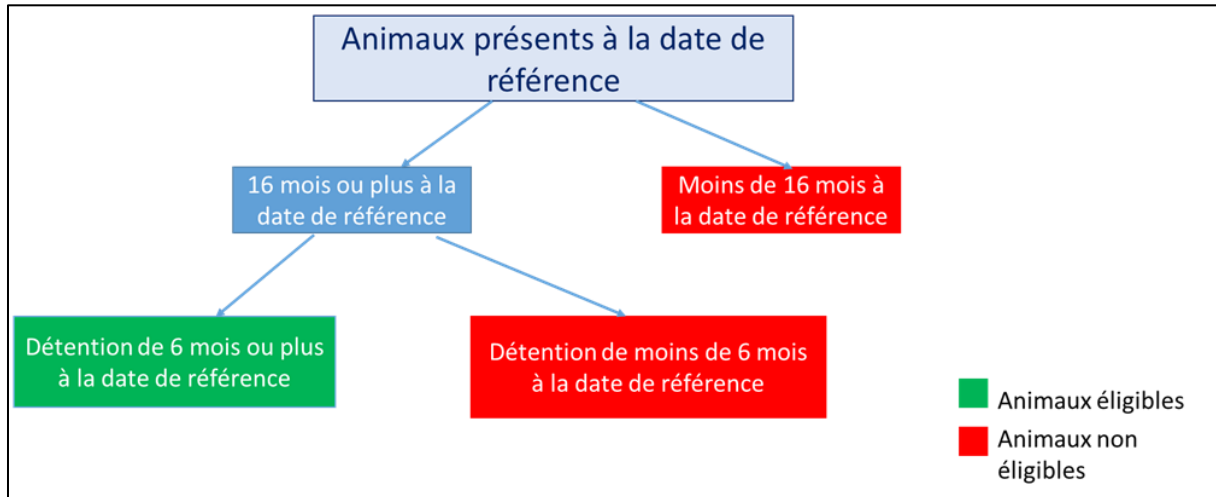 Animaux présents à la date de
référence
16 mois ou plus à la
date de référence
Moins de 16 mois à
la date de référence
Détention de 6 mois ou plus
à la date de référence
Détention de moins de 6 mois
à la date de référence
Animaux éligibles
Animaux non
éligibles